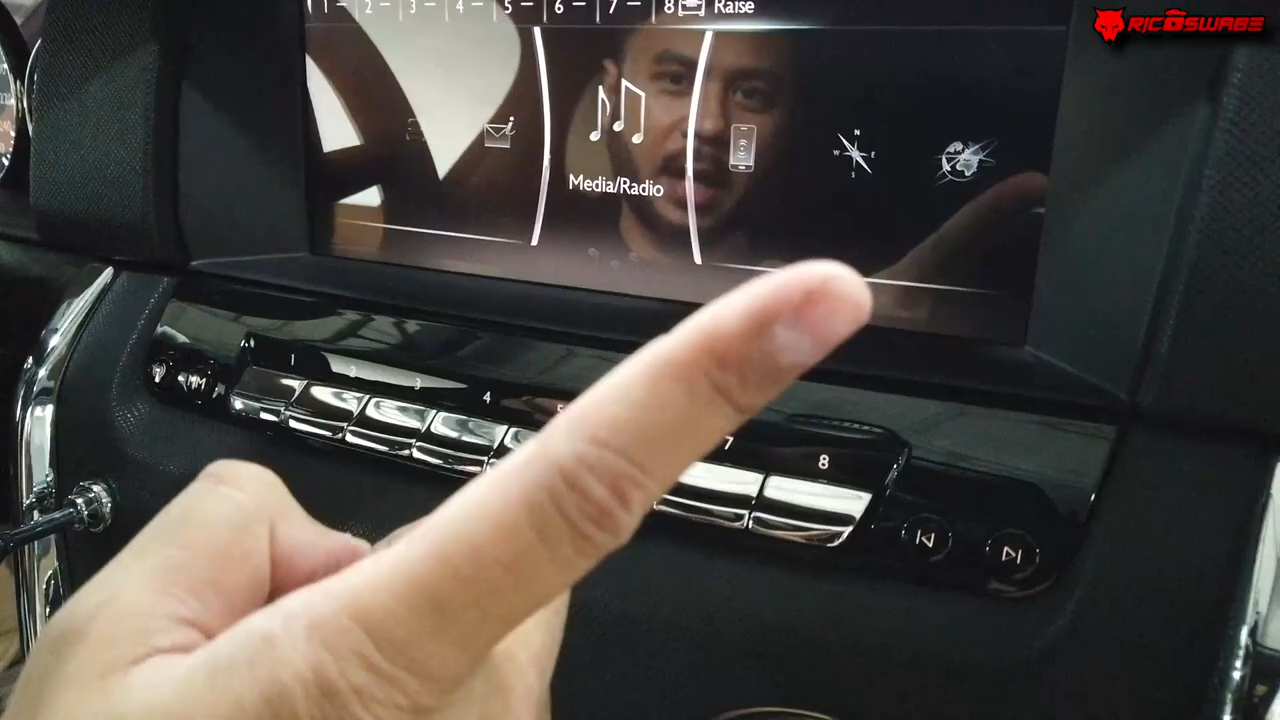 1 – 2 – 3 – 4 – 5 – 6 – 7 – 8 Raise
RICOSWABE
N
W E
S
Media/Radio
1 2 3 4 7 8